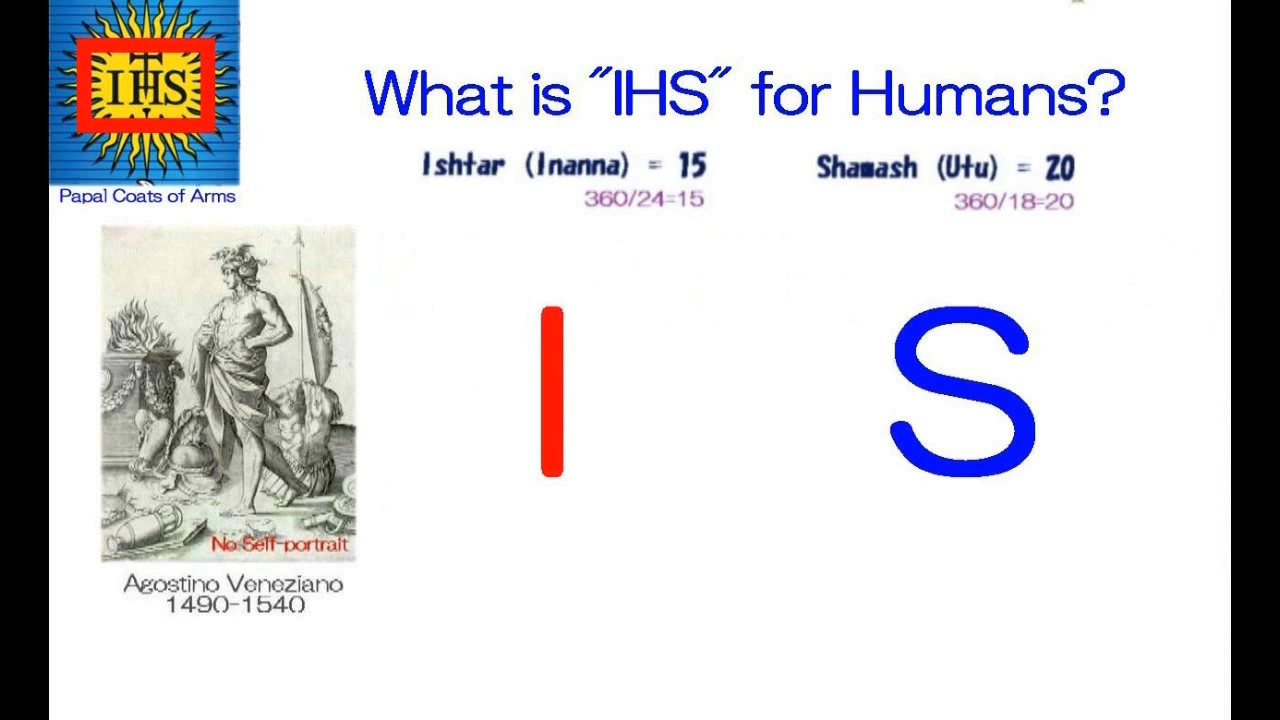 What is "IHS" for Humans?
IHS
Papal Coats of Arms
Ishtar (Inanna) = 15
360/24=15
Shamash (Utu) = 20
360/18=20
I S
No Self-portrait
Agostino Veneziano
1490-1540